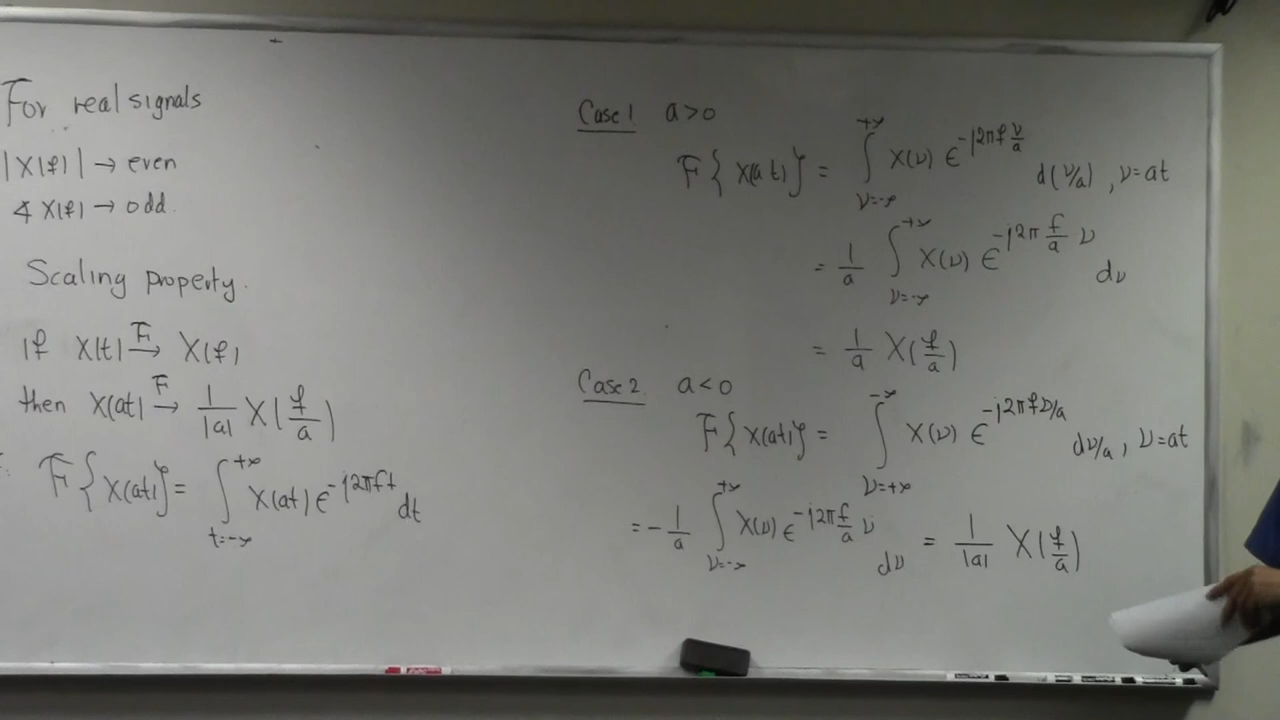 For real signals
|X(f)| → even
∡ X(f) → odd.
Scaling property.
If X(t) F→ X(f)
then X(at) F→ 1/|a| X(f/a)
F{X(at)} = ∫_{t=-∞}^{+∞} X(at) e^{-j2πft} dt
Case 1 a>0
F{X(at)} = ∫_{ν=-∞}^{+∞} X(ν) e^{-j2πf ν/a} d(ν/a), ν=at
= 1/a ∫_{ν=-∞}^{+∞} X(ν) e^{-j2π f/a ν} dν
= 1/a X(f/a)
Case 2 a<0
F{X(at)} = ∫_{ν=+∞}^{-∞} X(ν) e^{-j2πfν/a} dν/a, ν=at
= -1/a ∫_{ν=-∞}^{+∞} X(ν) e^{-j2π f/a ν} dν = 1/|a| X(f/a)